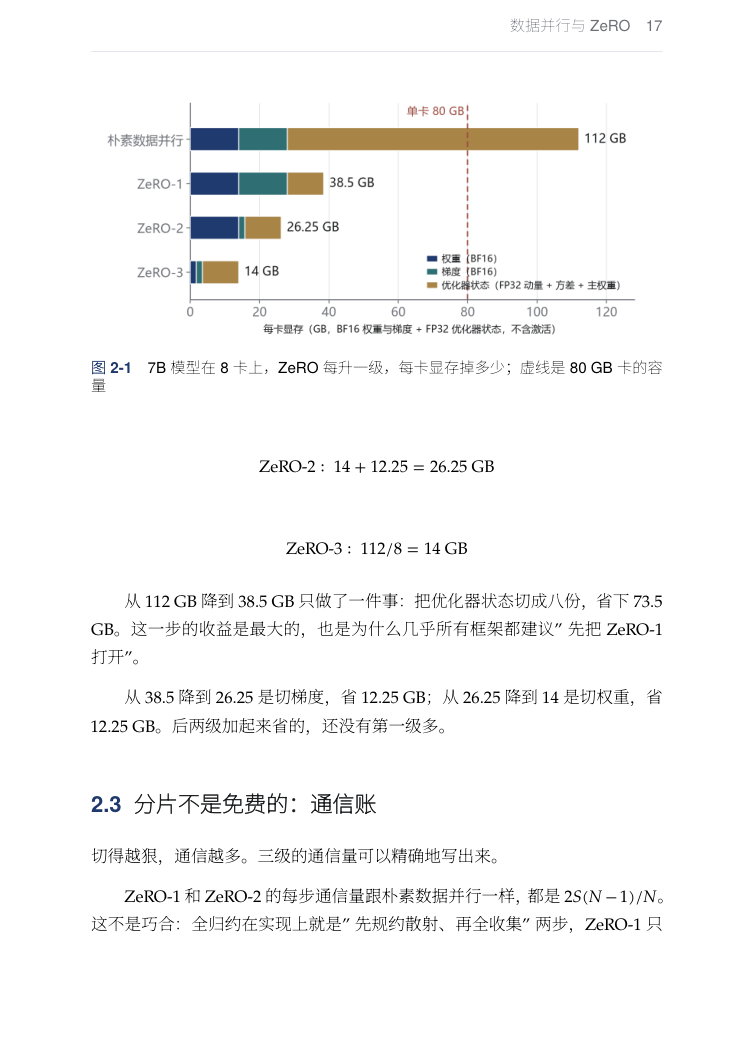 数据并行与 ZeRO 17
单卡 80 GB
朴素数据并行 112 GB
ZeRO-1 38.5 GB
ZeRO-2 26.25 GB
ZeRO-3 14 GB
权重（BF16）
梯度（BF16）
优化器状态（FP32 动量 + 方差 + 主权重）
0 20 40 60 80 100 120
每卡显存（GB，BF16 权重与梯度 + FP32 优化器状态，不含激活）
图 2-1 7B 模型在 8 卡上，ZeRO 每升一级，每卡显存掉多少；虚线是 80 GB 卡的容
量
ZeRO-2 : 14 + 12.25 = 26.25 GB
ZeRO-3 : 112/8 = 14 GB
从 112 GB 降到 38.5 GB 只做了一件事：把优化器状态切成八份，省下 73.5
GB。这一步的收益是最大的，也是为什么几乎所有框架都建议”先把 ZeRO-1
打开”。
从 38.5 降到 26.25 是切梯度，省 12.25 GB；从 26.25 降到 14 是切权重，省
12.25 GB。后两级加起来省的，还没有第一级多。
2.3 分片不是免费的：通信账
切得越狠，通信越多。三级的通信量可以精确地写出来。
ZeRO-1 和 ZeRO-2 的每步通信量跟朴素数据并行一样，都是 2S(N − 1)/N。
这不是巧合：全归约在实现上就是”先规约散射、再全收集”两步，ZeRO-1 只